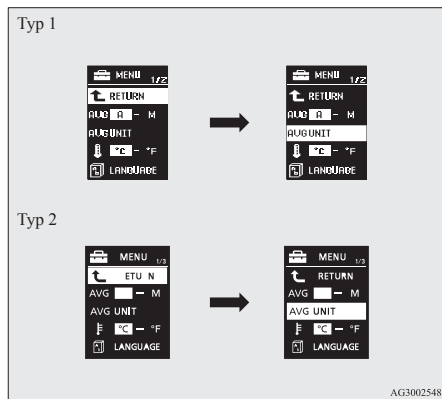 Typ 1
MENU 1/2
RETURN
AVG A - M
AVG UNIT
°C - °F
LANGUAGE
MENU 1/2
RETURN
AVG A - M
AVG UNIT
°C - °F
LANGUAGE
Typ 2
MENU 1/3
ETU N
AVG - M
AVG UNIT
°C - °F
LANGUAGE
MENU 1/3
RETURN
AVG - M
AVG UNIT
°C - °F
LANGUAGE
AG3002548